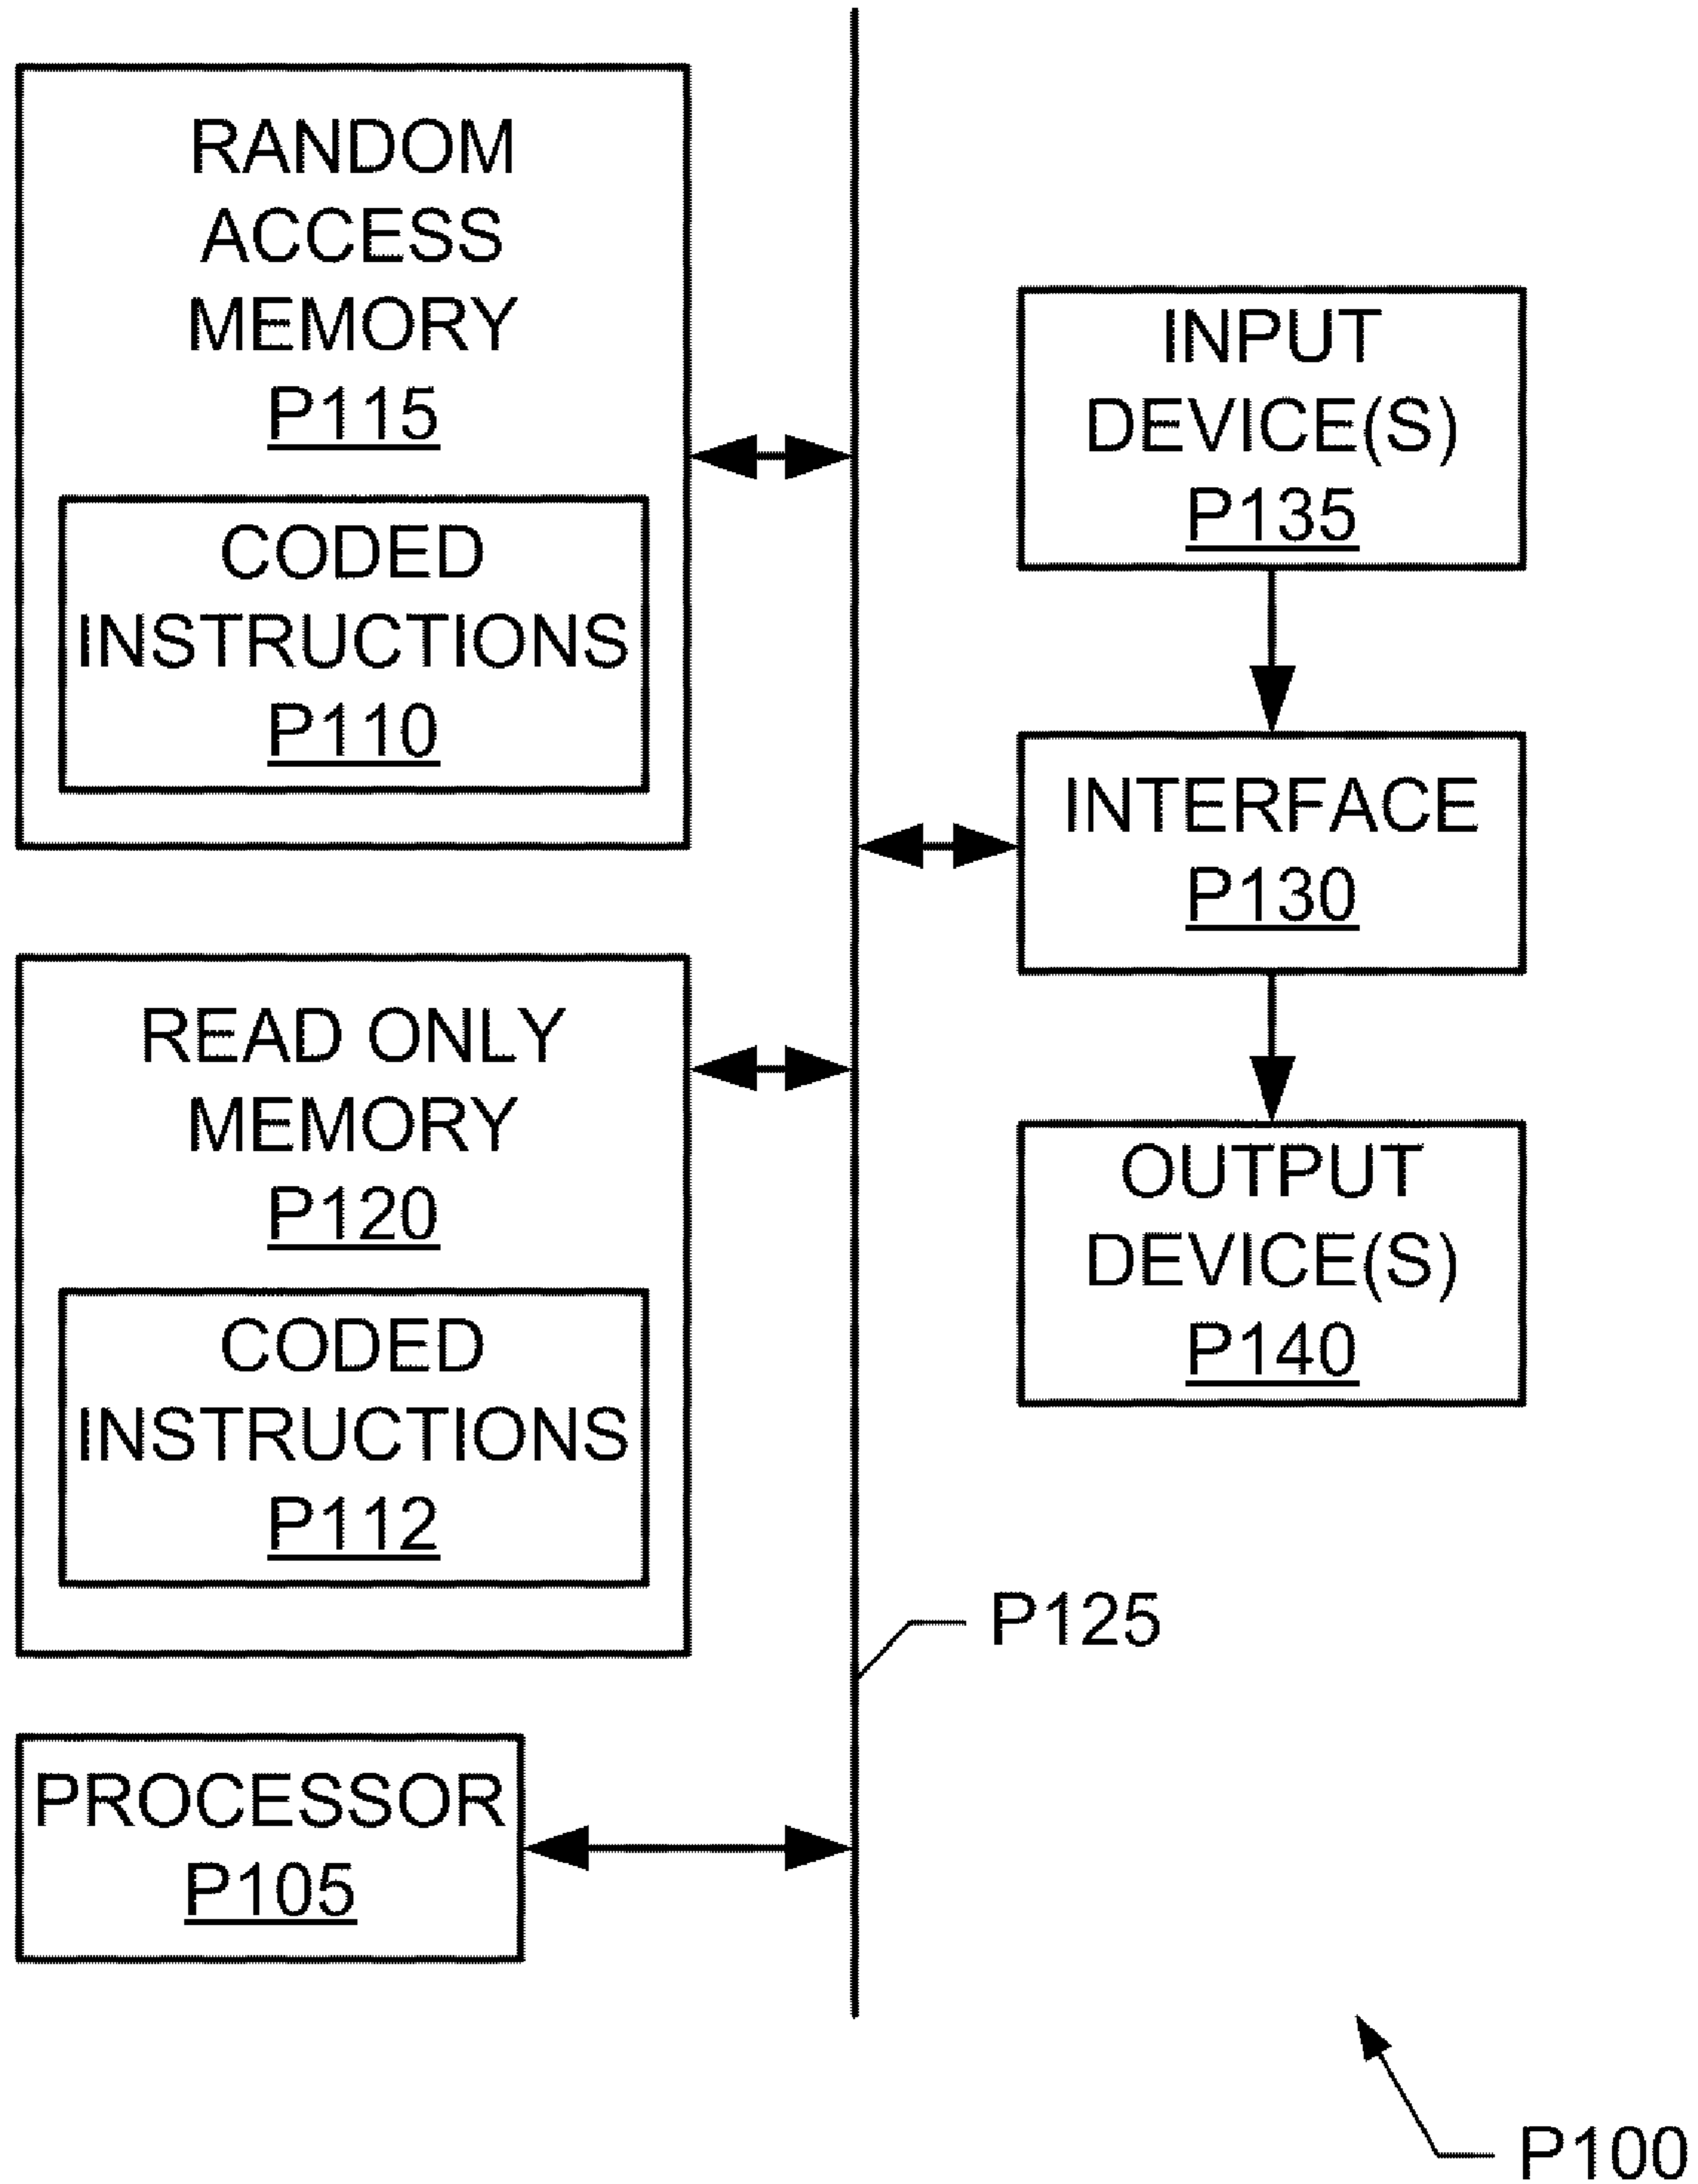 RANDOM
ACCESS
MEMORY
P115
CODED
INSTRUCTIONS
P110
READ ONLY
MEMORY
P120
CODED
INSTRUCTIONS
P112
PROCESSOR
P105
INPUT
DEVICE(S)
P135
INTERFACE
P130
OUTPUT
DEVICE(S)
P140
P125
P100